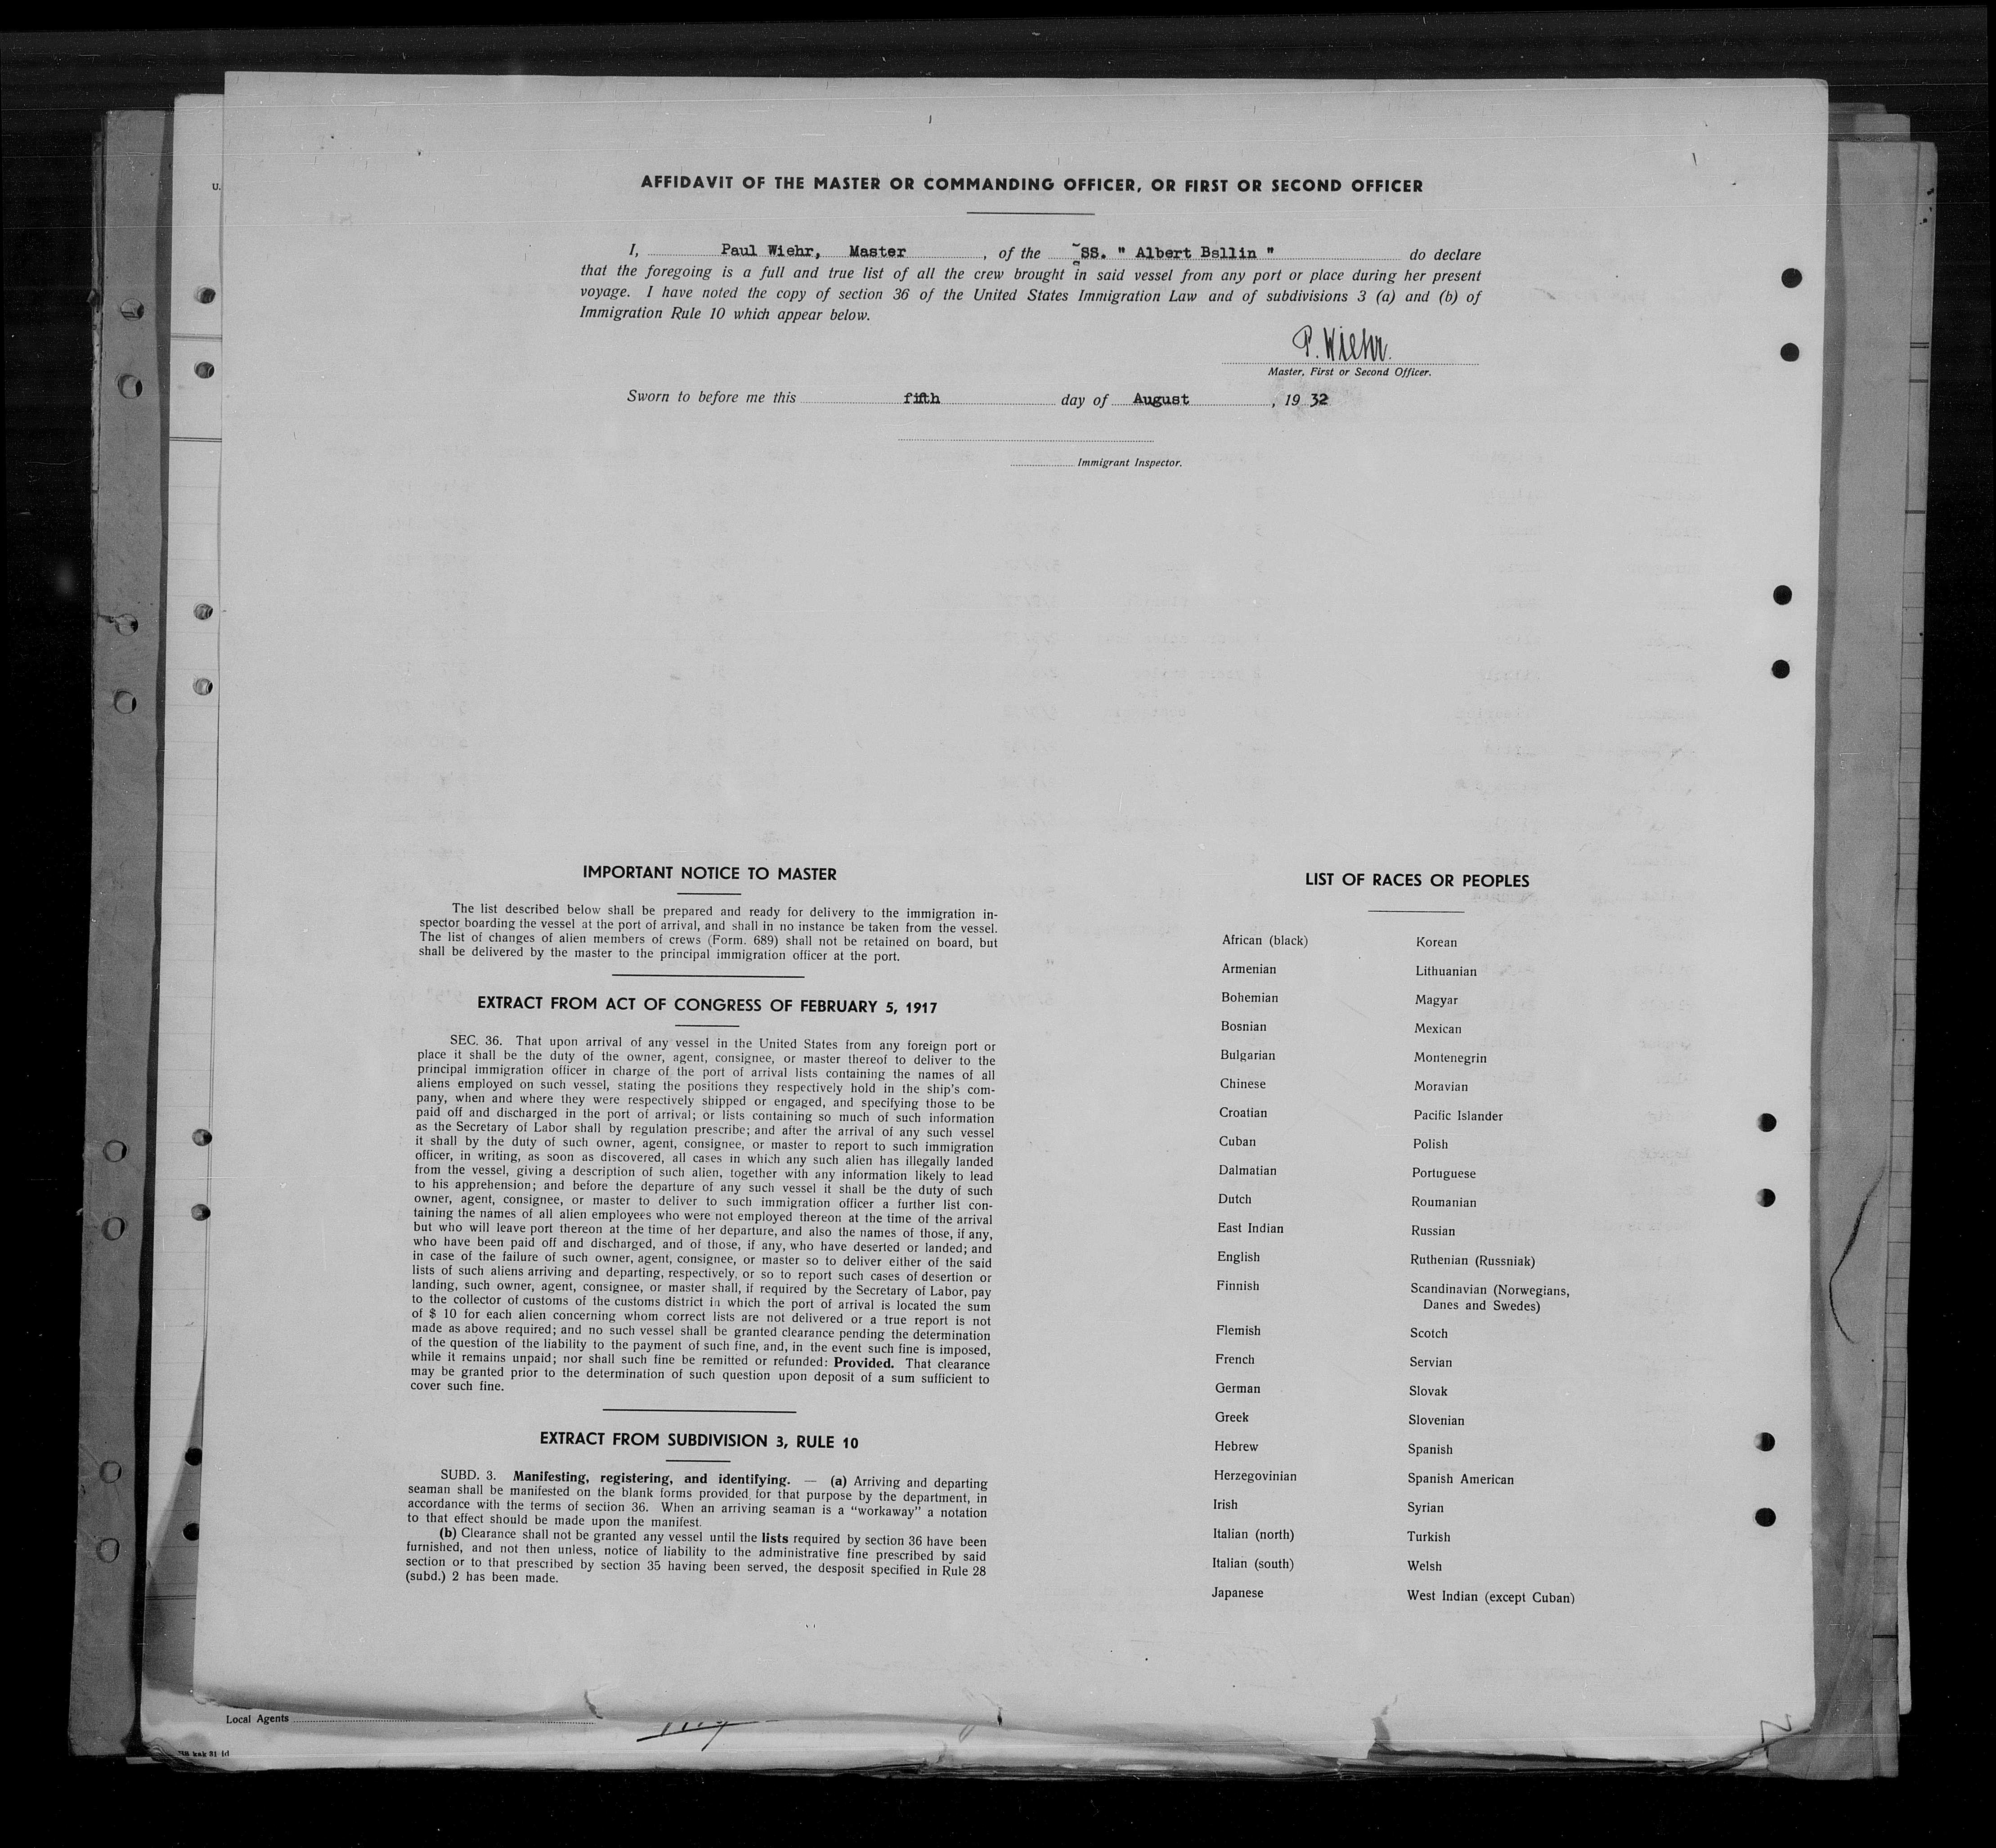 U.
AFFIDAVIT OF THE MASTER OR COMMANDING OFFICER, OR FIRST OR SECOND OFFICER
I, Paul Wiehr, Master , of the SS. " Albert Ballin " do declare
that the foregoing is a full and true list of all the crew brought in said vessel from any port or place during her present
voyage. I have noted the copy of section 36 of the United States Immigration Law and of subdivisions 3 (a) and (b) of
Immigration Rule 10 which appear below.
P. Wiehr.
Master, First or Second Officer.
Sworn to before me this fifth day of August , 19 32
Immigrant Inspector.
IMPORTANT NOTICE TO MASTER
The list described below shall be prepared and ready for delivery to the immigration in-
spector boarding the vessel at the port of arrival, and shall in no instance be taken from the vessel.
The list of changes of alien members of crews (Form. 689) shall not be retained on board, but
shall be delivered by the master to the principal immigration officer at the port.
EXTRACT FROM ACT OF CONGRESS OF FEBRUARY 5, 1917
SEC. 36. That upon arrival of any vessel in the United States from any foreign port or
place it shall be the duty of the owner, agent, consignee, or master thereof to deliver to the
principal immigration officer in charge of the port of arrival lists containing the names of all
aliens employed on such vessel, stating the positions they respectively hold in the ship's com-
pany, when and where they were respectively shipped or engaged, and specifying those to be
paid off and discharged in the port of arrival; or lists containing so much of such information
as the Secretary of Labor shall by regulation prescribe; and after the arrival of any such vessel
it shall by the duty of such owner, agent, consignee, or master to report to such immigration
officer, in writing, as soon as discovered, all cases in which any such alien has illegally landed
from the vessel, giving a description of such alien, together with any information likely to lead
to his apprehension; and before the departure of any such vessel it shall be the duty of such
owner, agent, consignee, or master to deliver to such immigration officer a further list con-
taining the names of all alien employees who were not employed thereon at the time of the arrival
but who will leave port thereon at the time of her departure, and also the names of those, if any,
who have been paid off and discharged, and of those, if any, who have deserted or landed; and
in case of the failure of such owner, agent, consignee, or master so to deliver either of the said
lists of such aliens arriving and departing, respectively, or so to report such cases of desertion or
landing, such owner, agent, consignee, or master shall, if required by the Secretary of Labor, pay
to the collector of customs of the customs district in which the port of arrival is located the sum
of $ 10 for each alien concerning whom correct lists are not delivered or a true report is not
made as above required; and no such vessel shall be granted clearance pending the determination
of the question of the liability to the payment of such fine, and, in the event such fine is imposed,
while it remains unpaid; nor shall such fine be remitted or refunded: Provided. That clearance
may be granted prior to the determination of such question upon deposit of a sum sufficient to
cover such fine.
EXTRACT FROM SUBDIVISION 3, RULE 10
SUBD. 3. Manifesting, registering, and identifying. — (a) Arriving and departing
seaman shall be manifested on the blank forms provided for that purpose by the department, in
accordance with the terms of section 36. When an arriving seaman is a "workaway" a notation
to that effect should be made upon the manifest.
(b) Clearance shall not be granted any vessel until the lists required by section 36 have been
furnished, and not then unless, notice of liability to the administrative fine prescribed by said
section or to that prescribed by section 35 having been served, the desposit specified in Rule 28
(subd.) 2 has been made.
LIST OF RACES OR PEOPLES
African (black)
Armenian
Bohemian
Bosnian
Bulgarian
Chinese
Croatian
Cuban
Dalmatian
Dutch
East Indian
English
Finnish
Flemish
French
German
Greek
Hebrew
Herzegovinian
Irish
Italian (north)
Italian (south)
Japanese
Korean
Lithuanian
Magyar
Mexican
Montenegrin
Moravian
Pacific Islander
Polish
Portuguese
Roumanian
Russian
Ruthenian (Russniak)
Scandinavian (Norwegians,
Danes and Swedes)
Scotch
Servian
Slovak
Slovenian
Spanish
Spanish American
Syrian
Turkish
Welsh
West Indian (except Cuban)
Local Agents